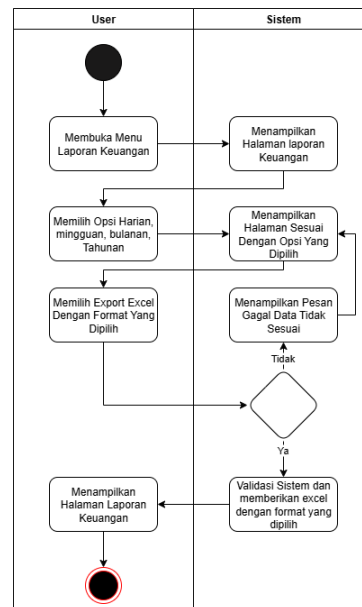 User
Sistem
Membuka Menu
Laporan Keuangan
Menampilkan
Halaman laporan
Keuangan
Memilih Opsi Harian,
mingguan, bulanan,
Tahunan
Menampilkan
Halaman Sesuai
Dengan Opsi Yang
Dipilih
Memilih Export Excel
Dengan Format Yang
Dipilih
Menampilkan Pesan
Gagal Data Tidak
Sesuai
Tidak
Ya
Validasi Sistem dan
memberikan excel
dengan format yang
dipilih
Menampilkan
Halaman Laporan
Keuangan